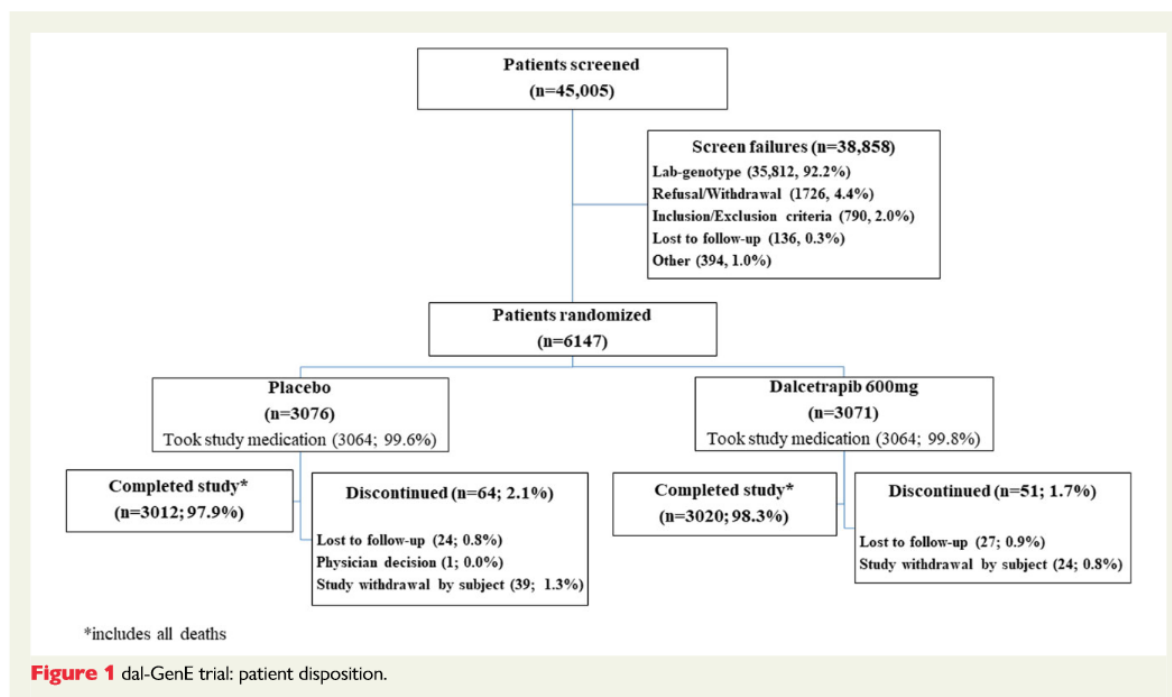 Patients screened
(n=45,005)
Screen failures (n=38,858)
Lab-genotype (35,812, 92.2%)
Refusal/Withdrawal (1726, 4.4%)
Inclusion/Exclusion criteria (790, 2.0%)
Lost to follow-up (136, 0.3%)
Other (394, 1.0%)
Patients randomized
(n=6147)
Placebo
(n=3076)
Took study medication (3064; 99.6%)
Dalcetrapib 600mg
(n=3071)
Took study medication (3064; 99.8%)
Completed study*
(n=3012; 97.9%)
Discontinued (n=64; 2.1%)
Lost to follow-up (24; 0.8%)
Physician decision (1; 0.0%)
Study withdrawal by subject (39; 1.3%)
Completed study*
(n=3020; 98.3%)
Discontinued (n=51; 1.7%)
Lost to follow-up (27; 0.9%)
Study withdrawal by subject (24; 0.8%)
*includes all deaths
Figure 1 dal-GenE trial: patient disposition.